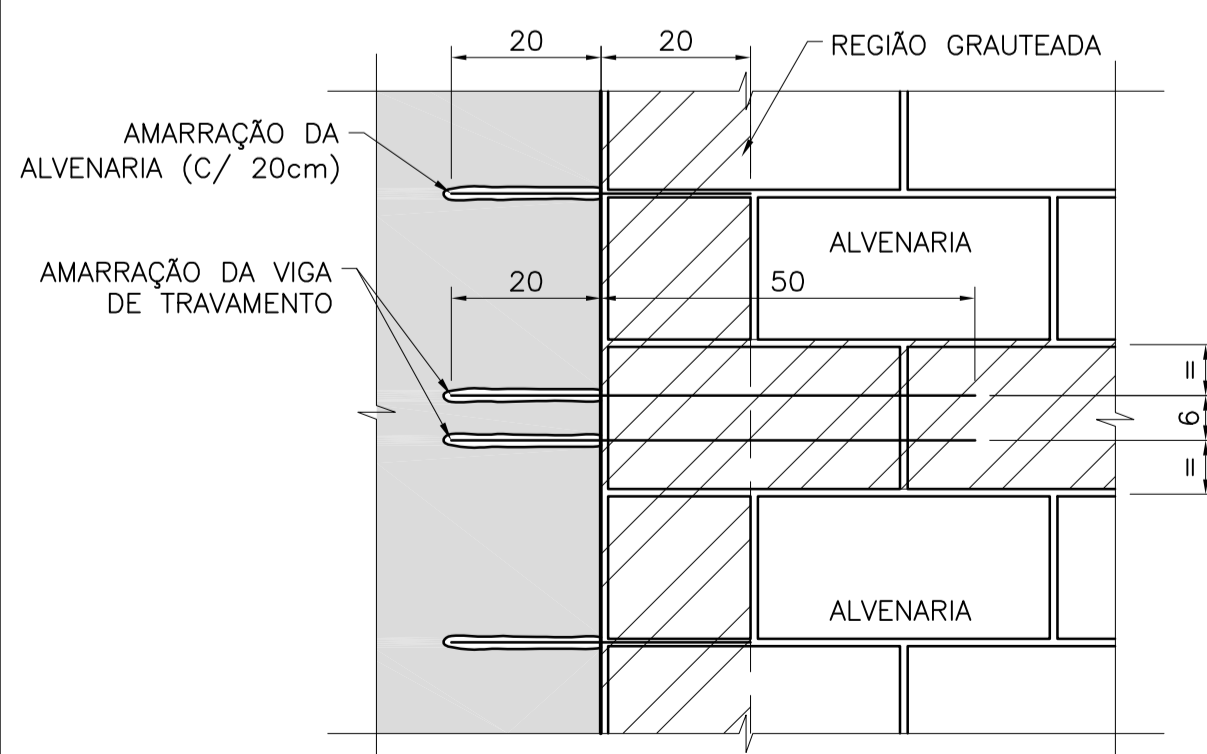 20
20
REGIÃO GRAUTEADA
AMARRAÇÃO DA
ALVENARIA (C/ 20cm)
ALVENARIA
AMARRAÇÃO DA VIGA
DE TRAVAMENTO
20
50
=
6
=
ALVENARIA